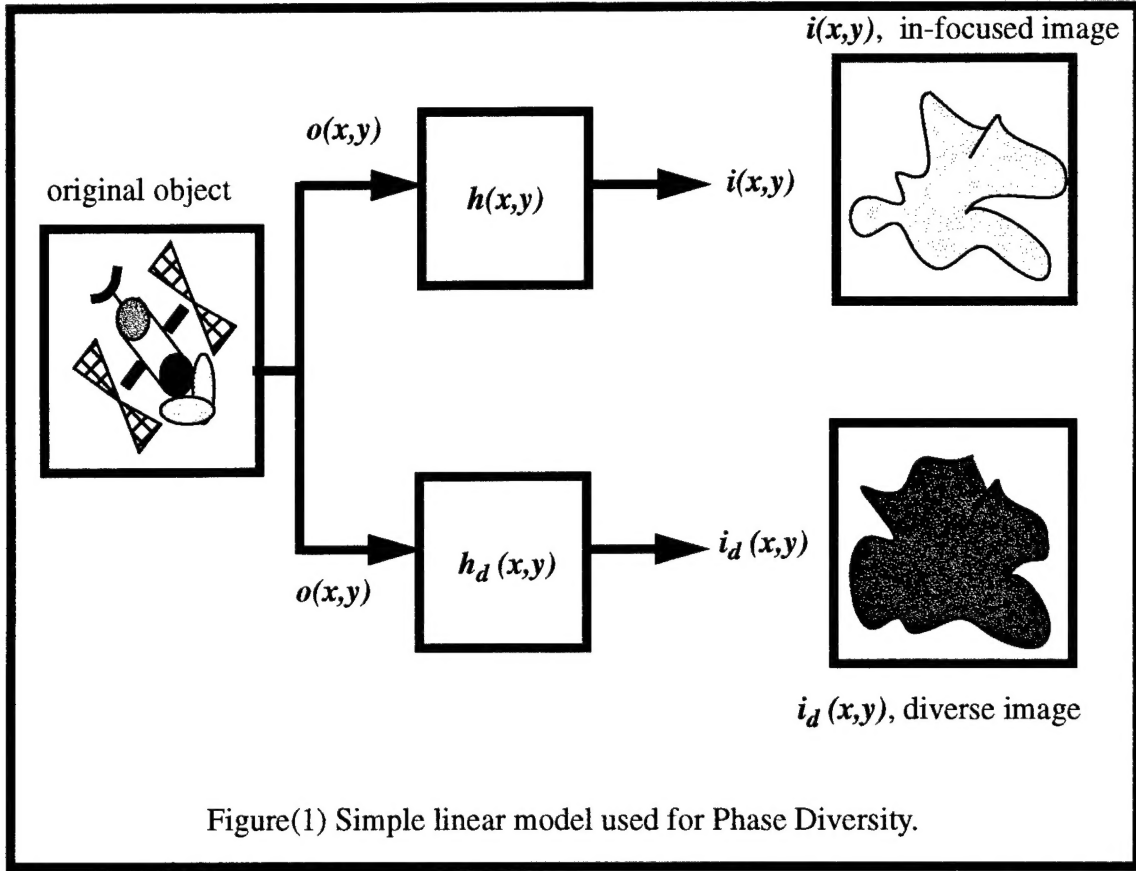 i(x,y), in-focused image
o(x,y)
original object
h(x,y)
i(x,y)
h_d (x,y)
i_d (x,y)
o(x,y)
i_d (x,y), diverse image
Figure(1) Simple linear model used for Phase Diversity.